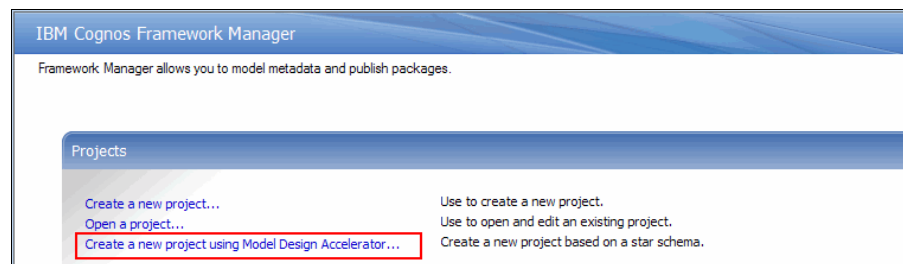 IBM Cognos Framework Manager
Framework Manager allows you to model metadata and publish packages.
Projects
Create a new project... Use to create a new project.
Open a project... Use to open and edit an existing project.
Create a new project using Model Design Accelerator... Create a new project based on a star schema.